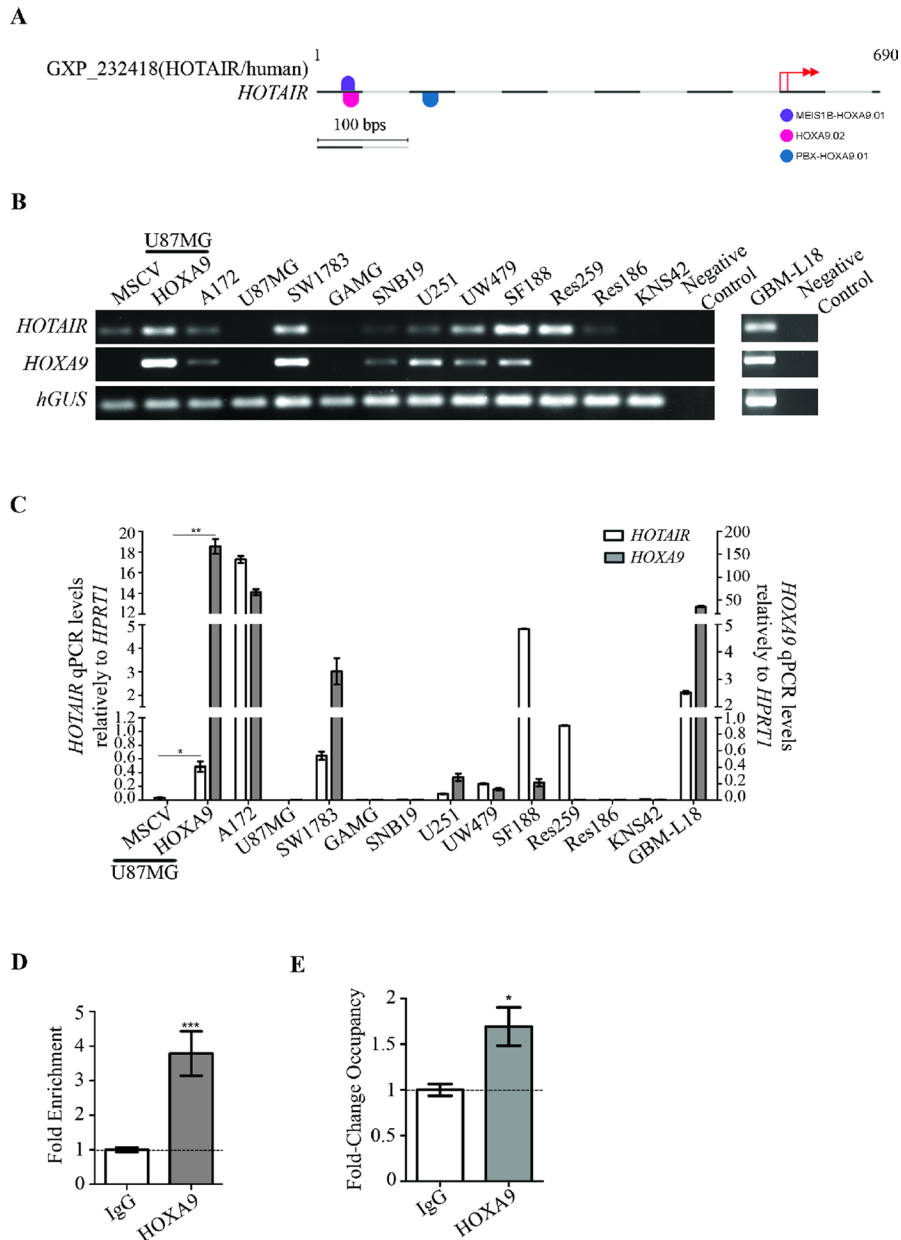 A
GXP_232418(HOTAIR/human)
HOTAIR
1
690
100 bps
MEIS1B-HOXA9.01
HOXA9.02
PBX-HOXA9.01
B
U87MG
MSCV
HOXA9
A172
U87MG
SW1783
GAMG
SNB19
U251
UW479
SF188
Res259
Res186
KNS42
Negative
Control
GBM-L18
Negative
Control
HOTAIR
HOXA9
hGUS
C
HOTAIR qPCR levels
relatively to HPRT1
20
18
16
14
12
5
4
3
2
1.2
0.8
0.6
0.4
0.2
0.0
**
*
HOTAIR
HOXA9
200
150
100
50
5
4
3
2
1.0
0.8
0.6
0.4
0.2
0.0
HOXA9 qPCR levels
relatively to HPRT1
MSCV
HOXA9
A172
U87MG
SW1783
GAMG
SNB19
U251
UW479
SF188
Res259
Res186
KNS42
GBM-L18
U87MG
D
Fold Enrichment
5
4
3
2
1
0
***
IgG
HOXA9
E
Fold-Change Occupancy
2
1.5
1
0.5
0
*
IgG
HOXA9